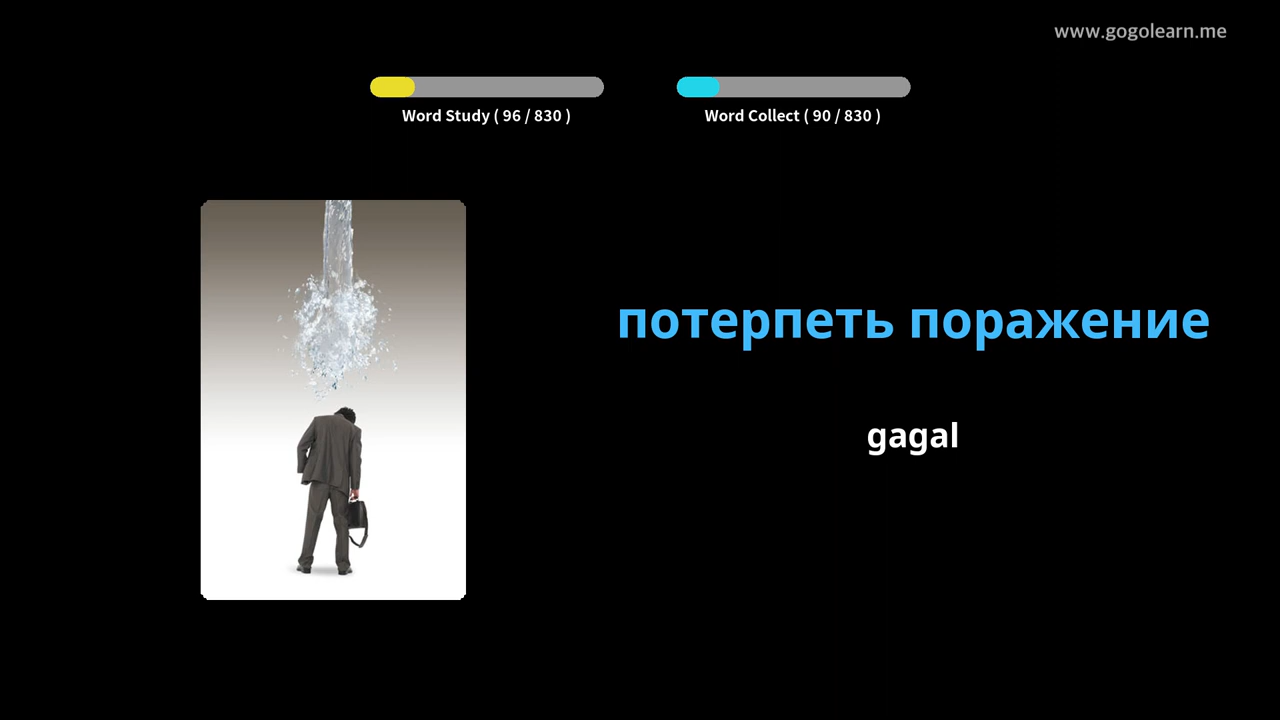 www.gogolearn.me
Word Study ( 96 / 830 )
Word Collect ( 90 / 830 )
потерпеть поражение
gagal